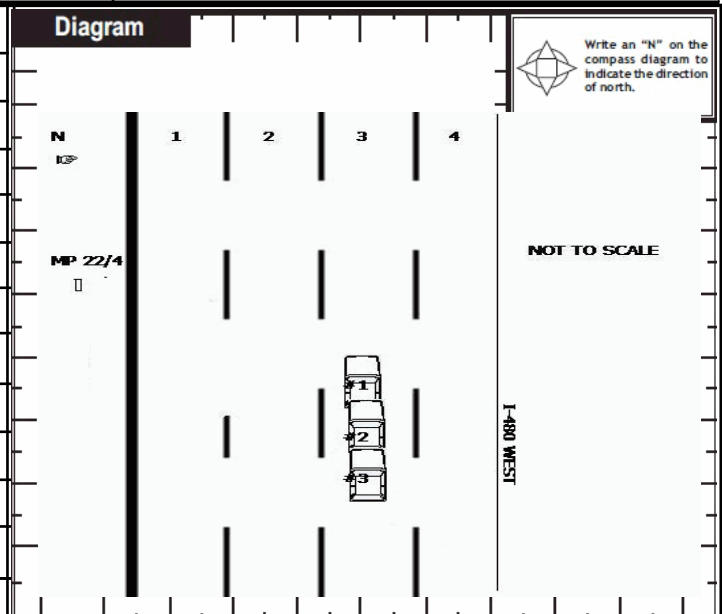 Diagram
Write an “N” on the
compass diagram to
indicate the direction
of north.
N
1
2
3
4
MP 22/4
NOT TO SCALE
#1
#2
#3
I-480 WEST